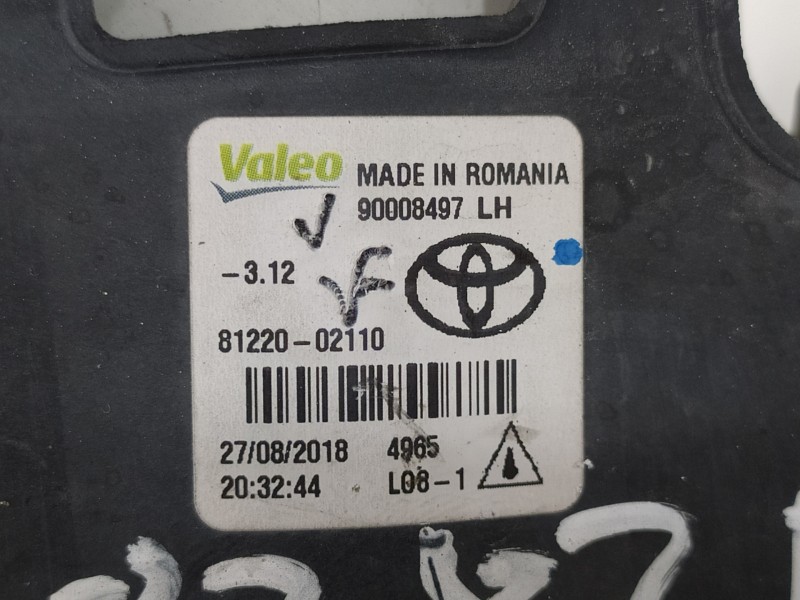 Valeo MADE IN ROMANIA
90008497 LH
-3.12
81220-02110
27/08/2018 4965
20:32:44 L08-1